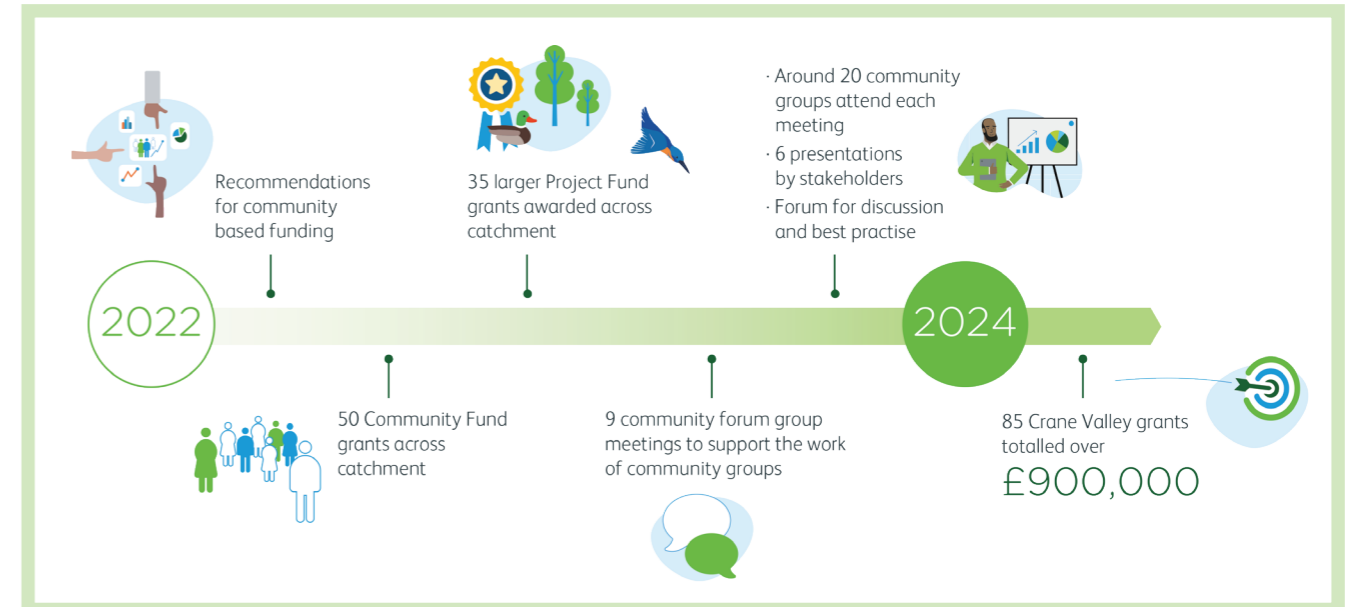 2022
Recommendations
for community
based funding
50 Community Fund
grants across
catchment
35 larger Project Fund
grants awarded across
catchment
9 community forum group
meetings to support the work
of community groups
· Around 20 community
groups attend each
meeting
· 6 presentations
by stakeholders
· Forum for discussion
and best practise
2024
85 Crane Valley grants
totalled over
£900,000